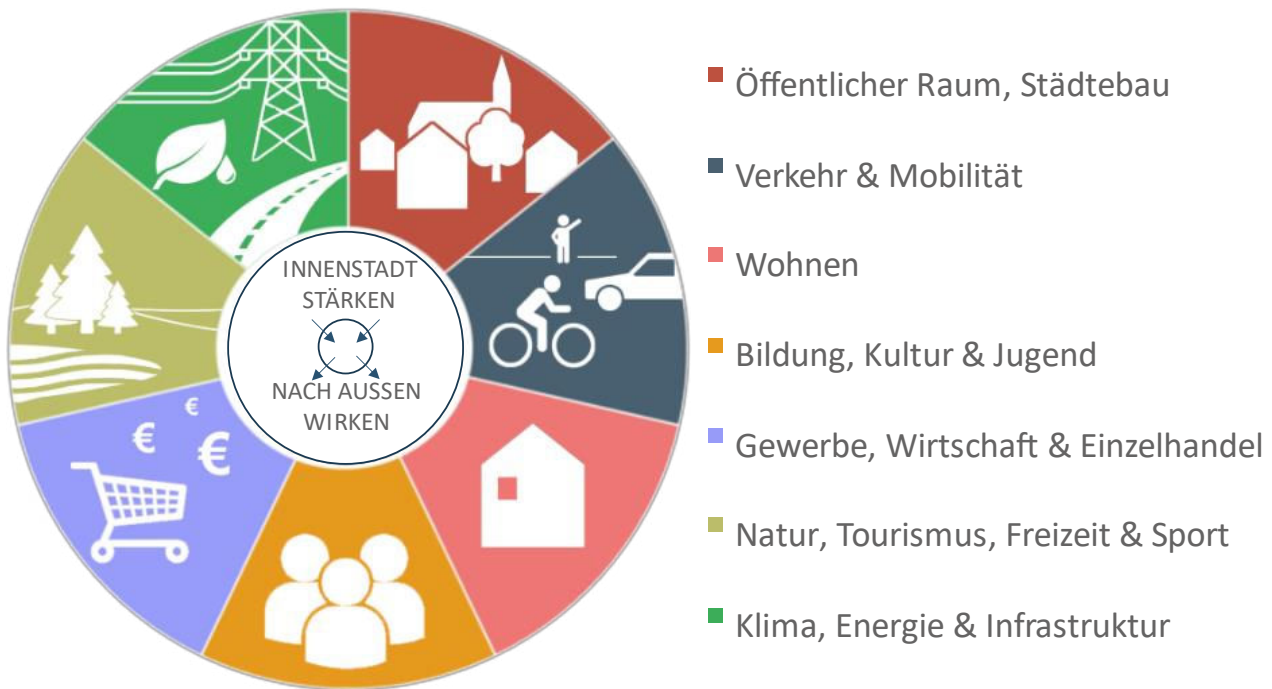 INNENSTADT
STÄRKEN
NACH AUSSEN
WIRKEN
€
€
€
Öffentlicher Raum, Städtebau
Verkehr & Mobilität
Wohnen
Bildung, Kultur & Jugend
Gewerbe, Wirtschaft & Einzelhandel
Natur, Tourismus, Freizeit & Sport
Klima, Energie & Infrastruktur